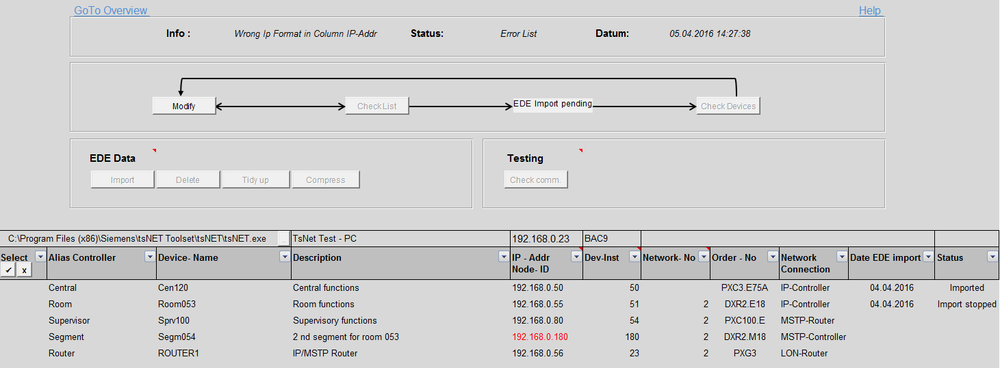 GoTo Overview Help
Info : Wrong Ip Format in Column IP-Addr Status: Error List Datum: 05.04.2016 14:27:38
Modify Check List EDE Import pending Check Devices
EDE Data Testing
Import Delete Tidy up Compress Check comm.
C:\Program Files (x86)\Siemens\tsNET Toolset\tsNET\tsNET.exe .. TsNet Test - PC 192.168.0.23 BAC9
Select Alias Controller Device- Name Description IP - Addr Dev-Inst Network- No Order - No Network Date EDE import Status
✔ x Node- ID Connection
Central Cen120 Central functions 192.168.0.50 50 PXC3.E75A IP-Controller 04.04.2016 Imported
Room Room053 Room functions 192.168.0.55 51 2 DXR2.E18 IP-Controller 04.04.2016 Import stopped
Supervisor Sprv100 Supervisory functions 192.168.0.80 54 2 PXC100.E MSTP-Router
Segment Segm054 2 nd segment for room 053 192.168.0.180 180 2 DXR2.M18 MSTP-Controller
Router ROUTER1 IP/MSTP Router 192.168.0.56 23 2 PXG3 LON-Router